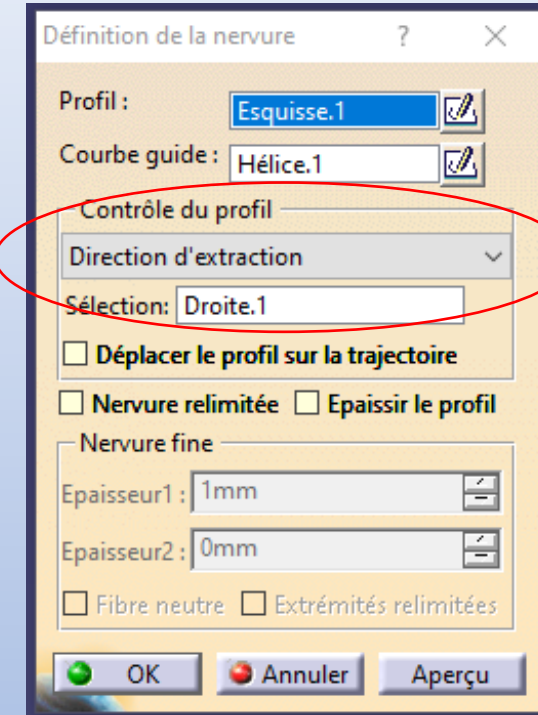 Définition de la nervure ? ×
Profil : Esquisse.1
Courbe guide : Hélice.1
Contrôle du profil
Direction d'extraction
Sélection: Droite.1
Déplacer le profil sur la trajectoire
Nervure relimitée Epaissir le profil
Nervure fine
Epaisseur1 : 1mm
Epaisseur2 : 0mm
Fibre neutre Extrémités relimitées
OK Annuler Aperçu